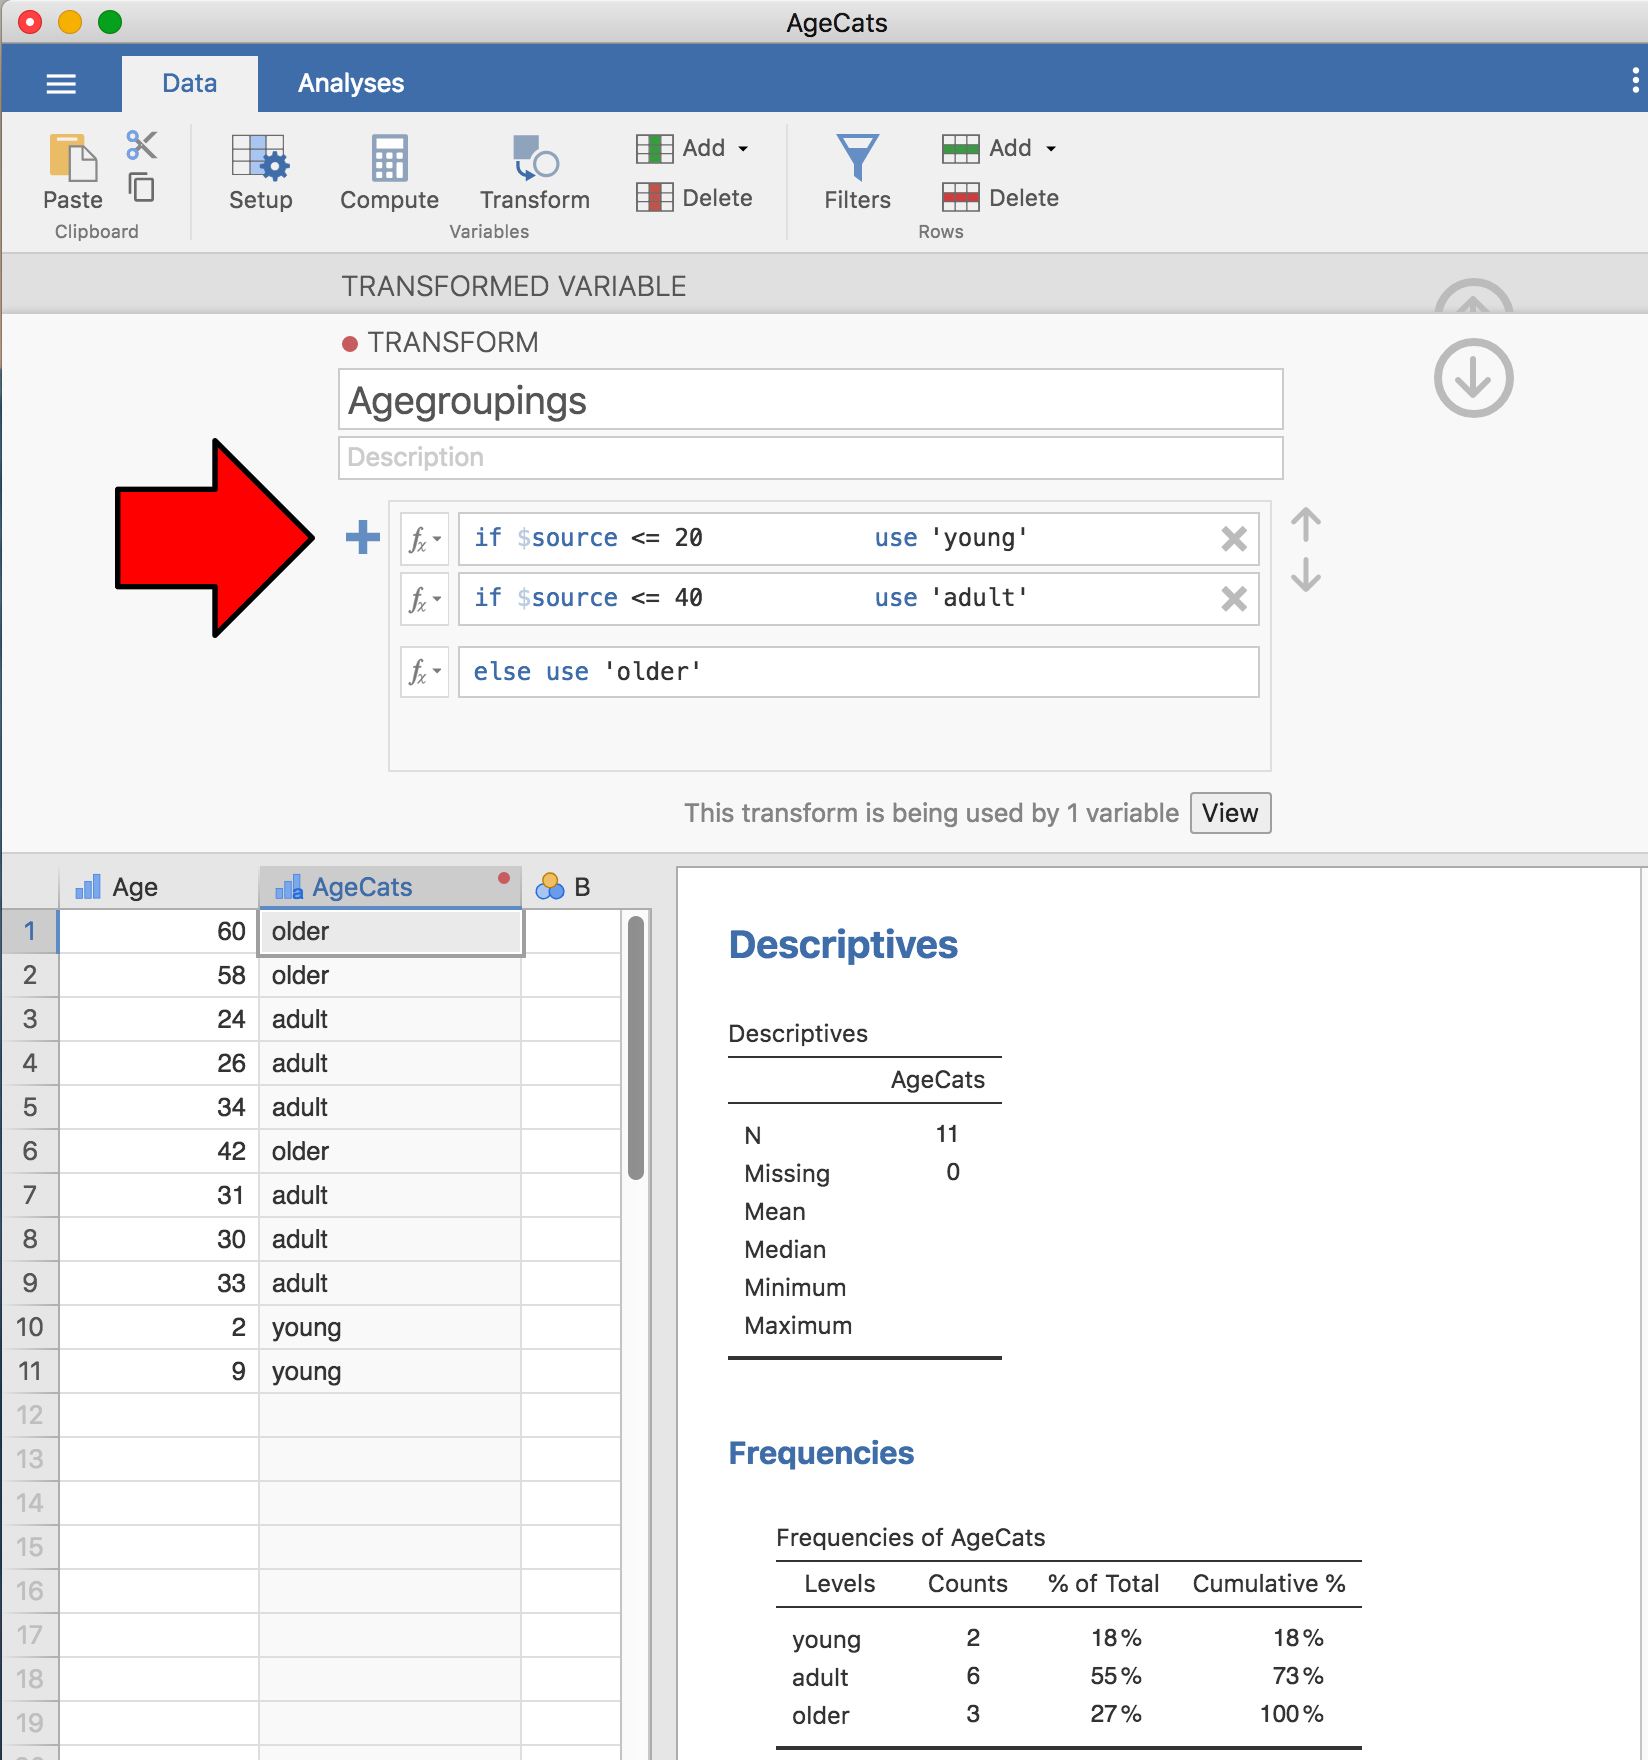 AgeCats
Data Analyses
Paste
Clipboard
Setup
Compute
Transform
Add
Delete
Variables
Filters
Add
Delete
Rows
TRANSFORMED VARIABLE
TRANSFORM
Agegroupings
Description
fx if $source <= 20 use 'young'
fx if $source <= 40 use 'adult'
fx else use 'older'
This transform is being used by 1 variable View
Age a AgeCats B
1 60 older
2 58 older
3 24 adult
4 26 adult
5 34 adult
6 42 older
7 31 adult
8 30 adult
9 33 adult
10 2 young
11 9 young
12
13
14
15
16
17
18
19
Descriptives
Descriptives
AgeCats
N 11
Missing 0
Mean
Median
Minimum
Maximum
Frequencies
Frequencies of AgeCats
Levels Counts % of Total Cumulative %
young 2 18% 18%
adult 6 55% 73%
older 3 27% 100%